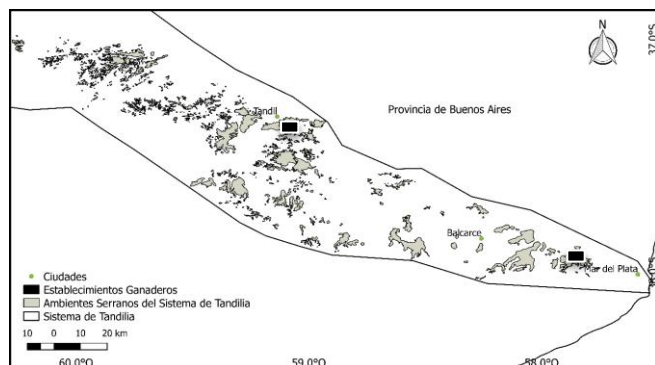 N
37.0°S
Tandil
Provincia de Buenos Aires
Balcarce
Mar del Plata
Ciudades
Establecimientos Ganaderos
Ambientes Serranos del Sistema de Tandilia
Sistema de Tandilia
10 0 10 20 km
60.0°O
59.0°O
58.0°O